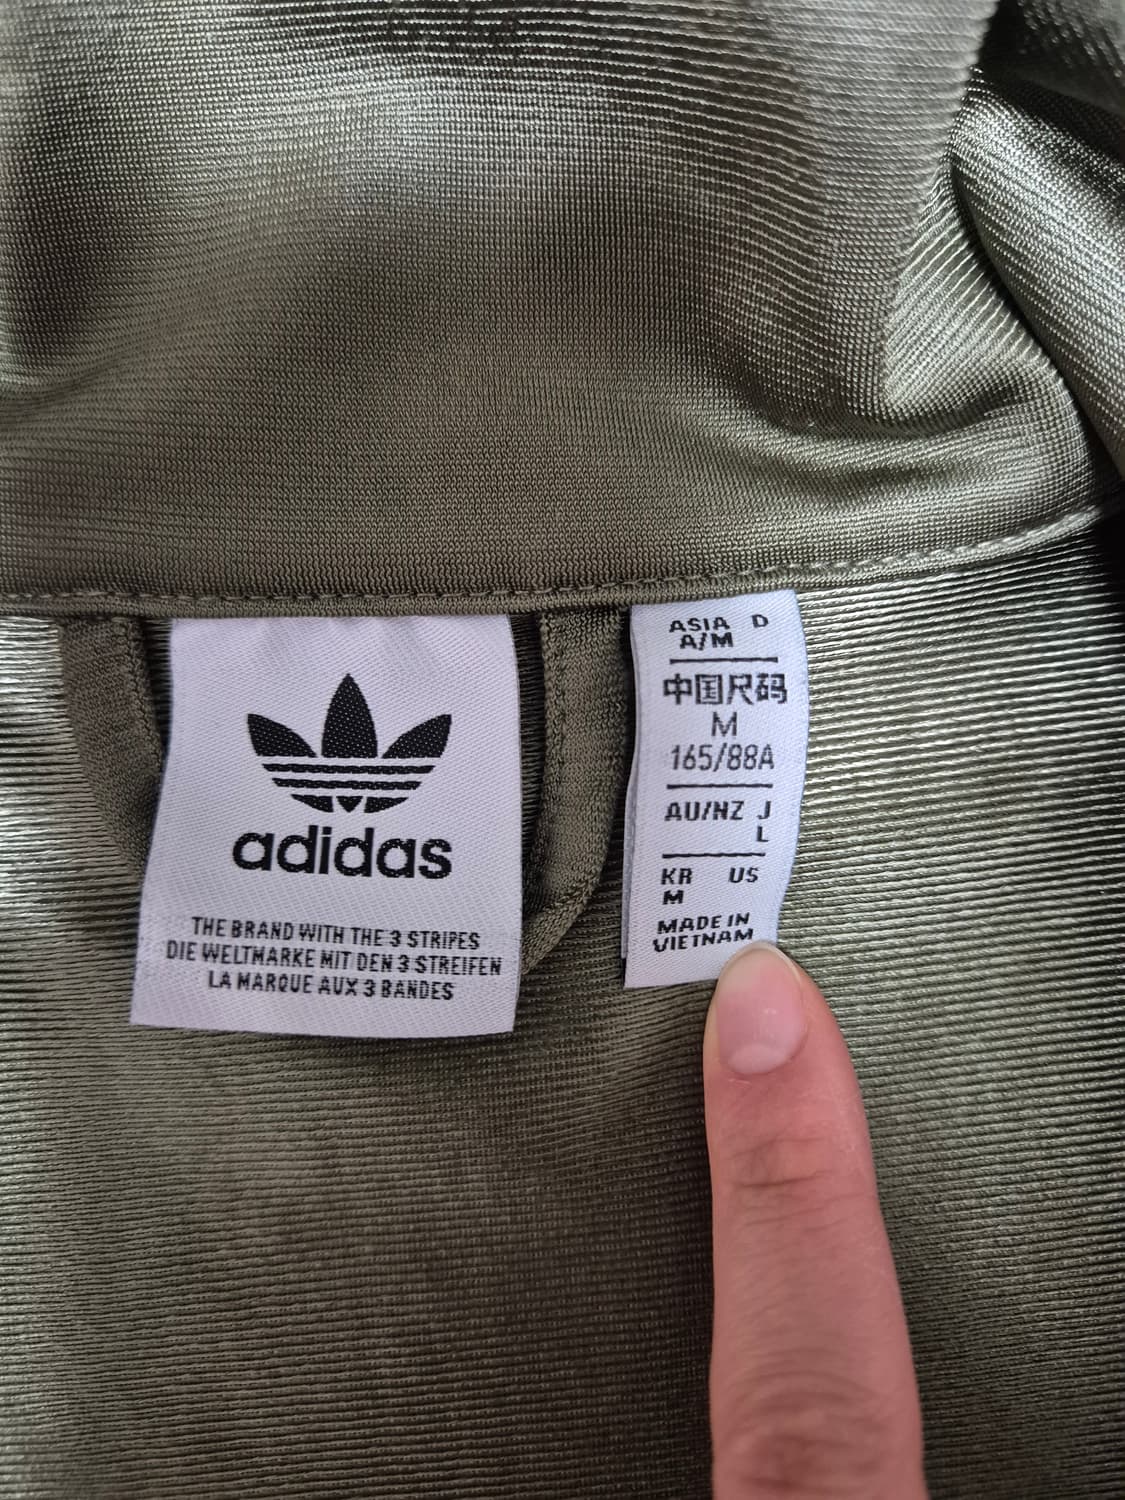 adidas
THE BRAND WITH THE 3 STRIPES
DIE WELTMARKE MIT DEN 3 STREIFEN
LA MARQUE AUX 3 BANDES
ASIA D
A/M
中国尺码
M
165/88A
AU/NZ J
L
KR US
M
MADE IN
VIETNAM